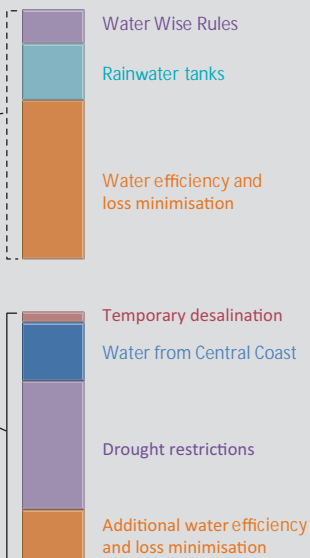 Water Wise Rules
Rainwater tanks
Water efficiency and
loss minimisation
Temporary desalination
Water from Central Coast
Drought restrictions
Additional water efficiency
and loss minimisation